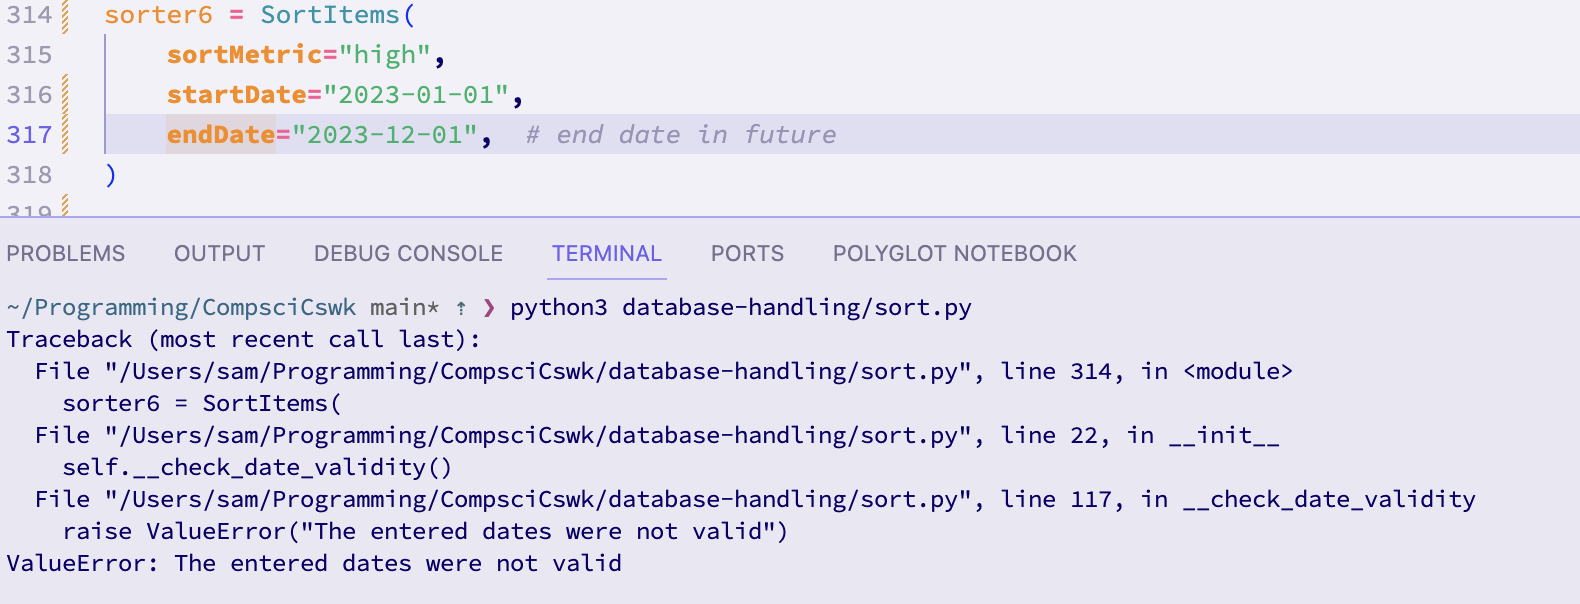 314 sorter6 = SortItems(
315 sortMetric="high",
316 startDate="2023-01-01",
317 endDate="2023-12-01", # end date in future
318 )
319
PROBLEMS OUTPUT DEBUG CONSOLE TERMINAL PORTS POLYGLOT NOTEBOOK
~/Programming/CompsciCswk main* ⇡ ❯ python3 database-handling/sort.py
Traceback (most recent call last):
File "/Users/sam/Programming/CompsciCswk/database-handling/sort.py", line 314, in <module>
sorter6 = SortItems(
File "/Users/sam/Programming/CompsciCswk/database-handling/sort.py", line 22, in __init__
self.__check_date_validity()
File "/Users/sam/Programming/CompsciCswk/database-handling/sort.py", line 117, in __check_date_validity
raise ValueError("The entered dates were not valid")
ValueError: The entered dates were not valid